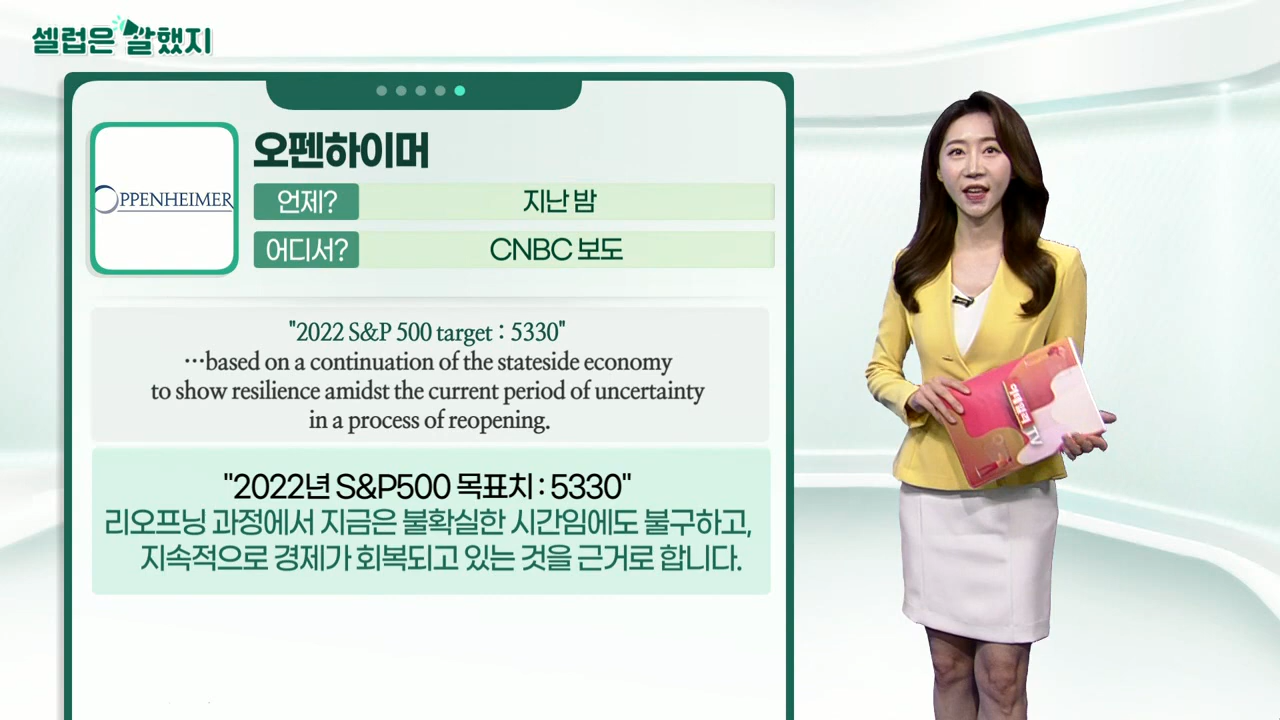 셀럽은 말했지
오펜하이머
OPPENHEIMER
언제?
지난 밤
어디서?
CNBC 보도
"2022 S&P 500 target : 5330"
…based on a continuation of the stateside economy
to show resilience amidst the current period of uncertainty
in a process of reopening.
"2022년 S&P500 목표치 : 5330"
리오프닝 과정에서 지금은 불확실한 시간임에도 불구하고,
지속적으로 경제가 회복되고 있는 것을 근거로 합니다.
TV